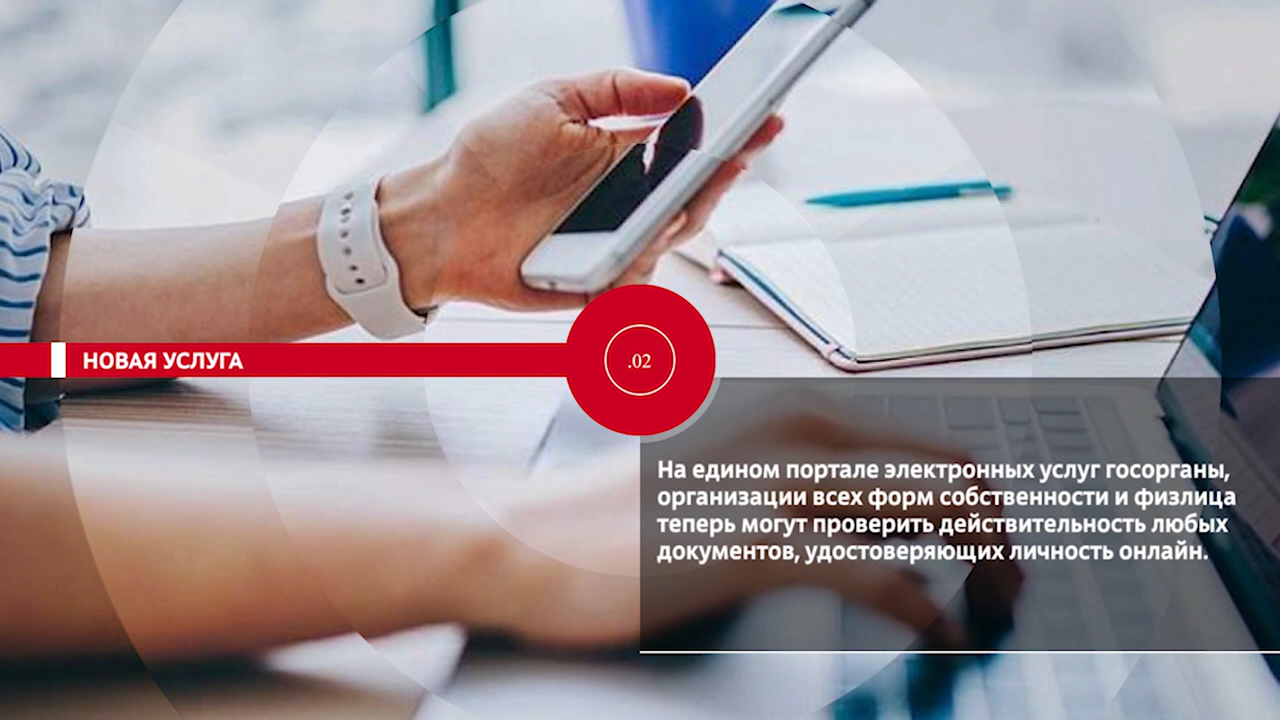 НОВАЯ УСЛУГА
.02
На едином портале электронных услуг госорганы,
организации всех форм собственности и физлица
теперь могут проверить действительность любых
документов, удостоверяющих личность онлайн.